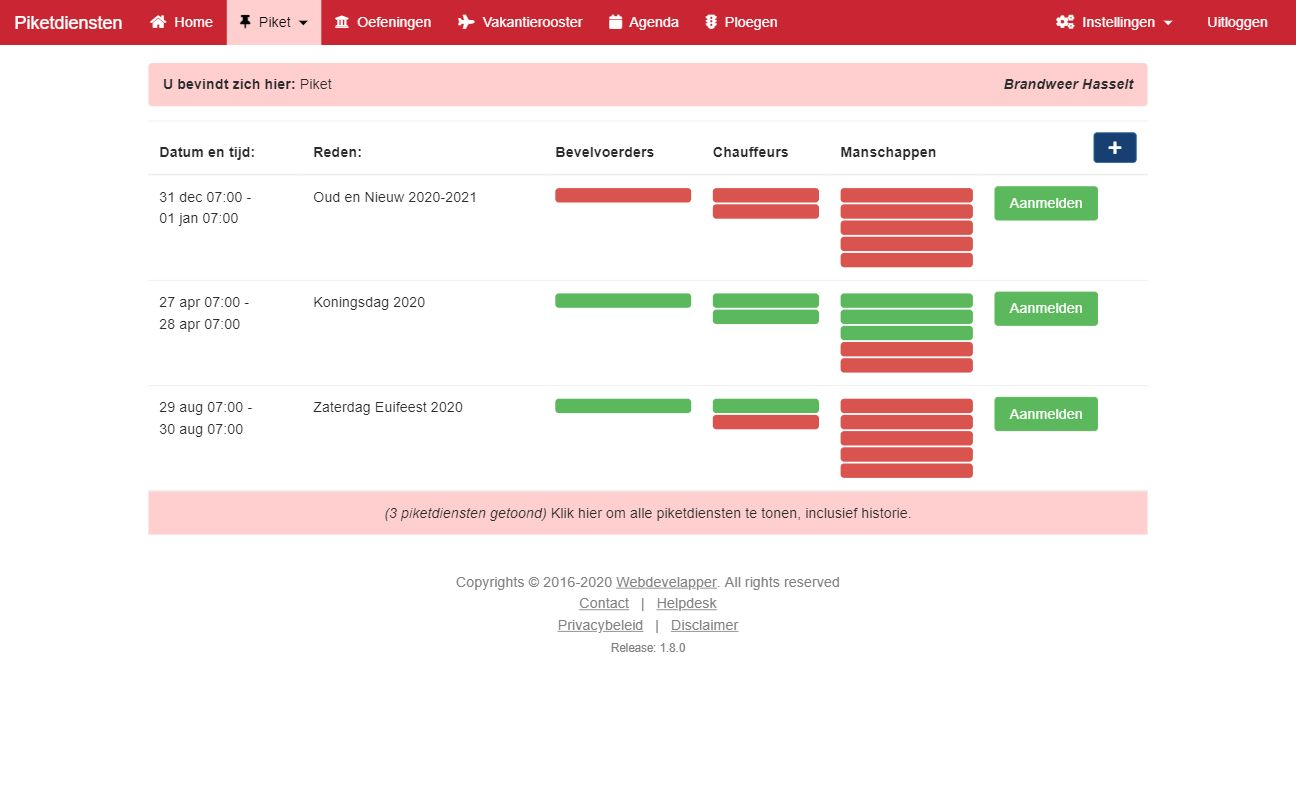 Piketdiensten Home Piket Oefeningen Vakantierooster Agenda Ploegen Instellingen Uitloggen
U bevindt zich hier: Piket Brandweer Hasselt
Datum en tijd: Reden: Bevelvoerders Chauffeurs Manschappen +
31 dec 07:00 - Oud en Nieuw 2020-2021 Aanmelden
01 jan 07:00
27 apr 07:00 - Koningsdag 2020 Aanmelden
28 apr 07:00
29 aug 07:00 - Zaterdag Euifeest 2020 Aanmelden
30 aug 07:00
(3 piketdiensten getoond) Klik hier om alle piketdiensten te tonen, inclusief historie.
Copyrights © 2016-2020 Webdevelapper. All rights reserved
Contact | Helpdesk
Privacybeleid | Disclaimer
Release: 1.8.0